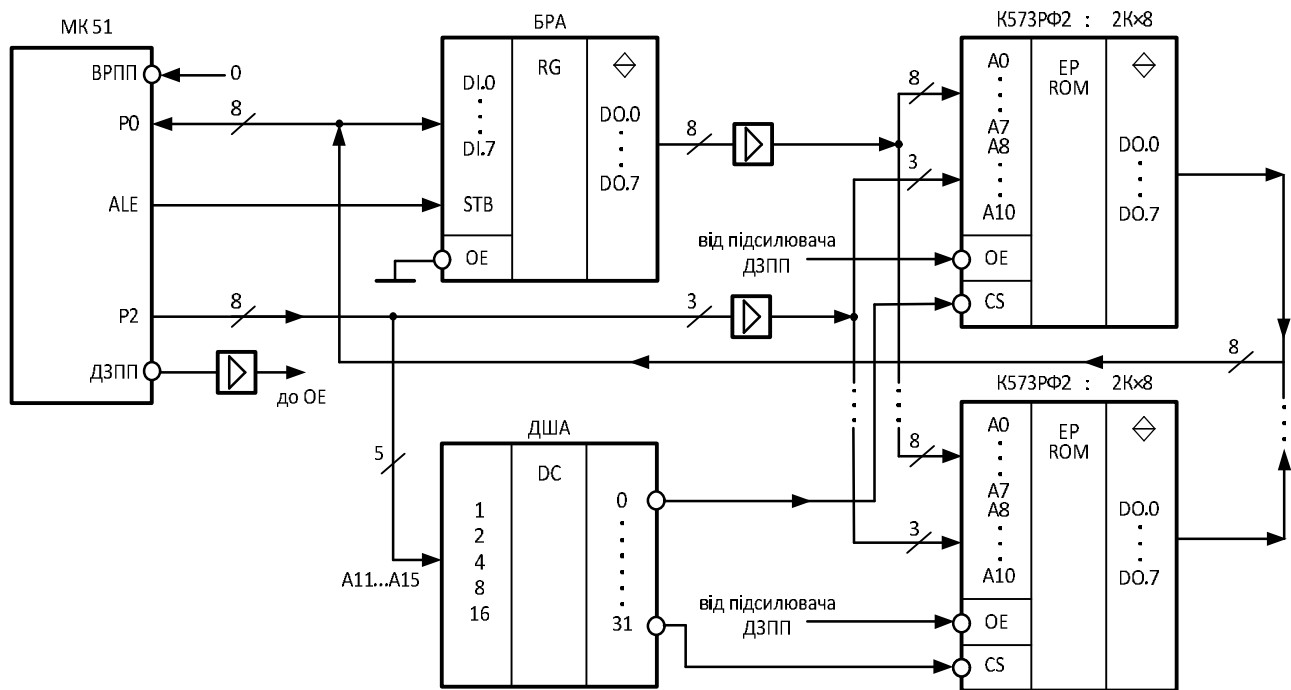 МК 51
ВРПП
0
P0
8
ALE
P2
8
ДЗПП
до ОЕ
БРА
DI.0
DI.7
STB
OE
RG
DO.0
DO.7
8
3
5
A11...A15
ДША
1
2
4
8
16
DC
0
31
К573РФ2 : 2К×8
8
3
A0
A7
A8
A10
EP
ROM
DO.0
DO.7
від підсилювача
ДЗПП
OE
CS
8
К573РФ2 : 2К×8
8
3
A0
A7
A8
A10
EP
ROM
DO.0
DO.7
від підсилювача
ДЗПП
OE
CS